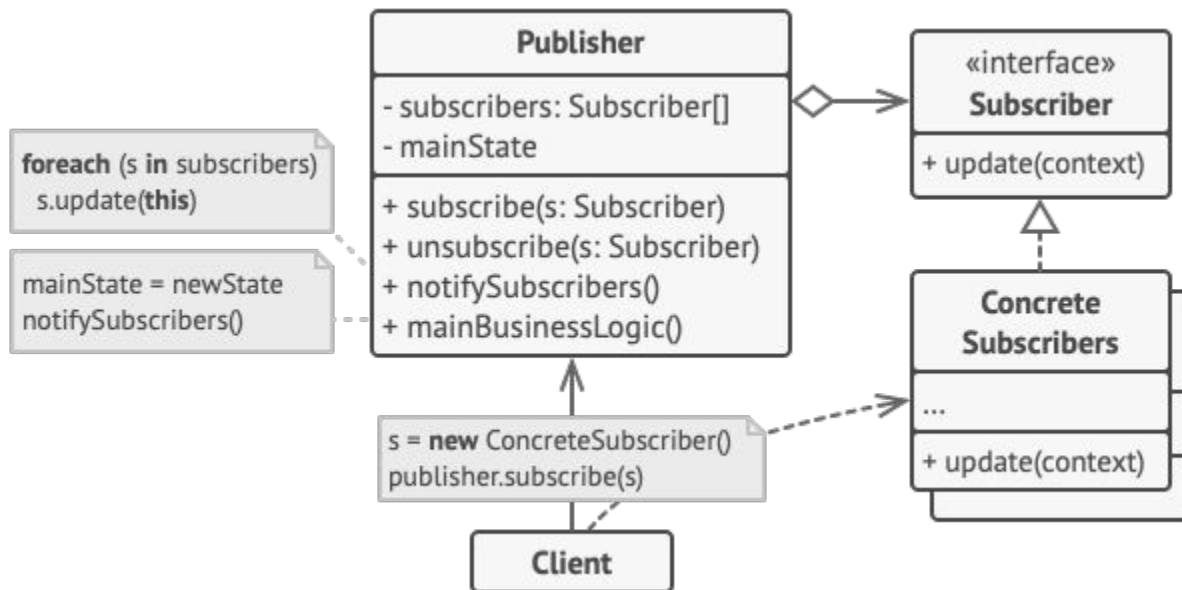 Publisher
- subscribers: Subscriber[]
- mainState
+ subscribe(s: Subscriber)
+ unsubscribe(s: Subscriber)
+ notifySubscribers()
+ mainBusinessLogic()
foreach (s in subscribers)
s.update(this)
mainState = newState
notifySubscribers()
«interface»
Subscriber
+ update(context)
Concrete
Subscribers
...
+ update(context)
s = new ConcreteSubscriber()
publisher.subscribe(s)
Client